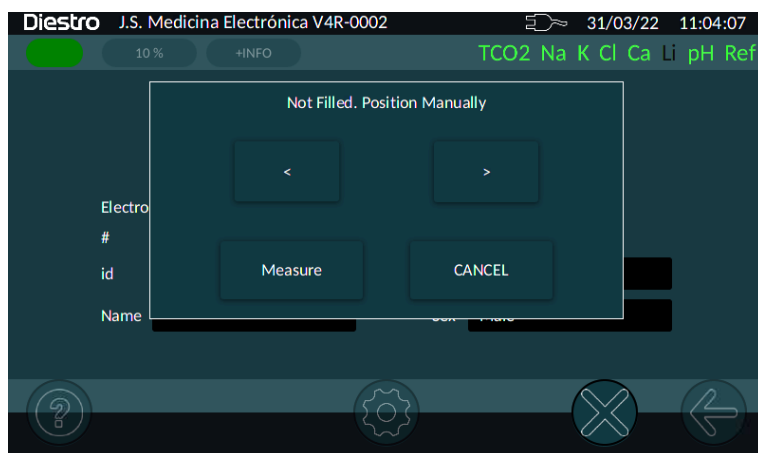 Diestro J.S. Medicina Electrónica V4R-0002 31/03/22 11:04:07
10 % +INFO TCO2 Na K Cl Ca Li pH Ref
Not Filled. Position Manually
< >
Electro
#
id
Measure CANCEL
Name